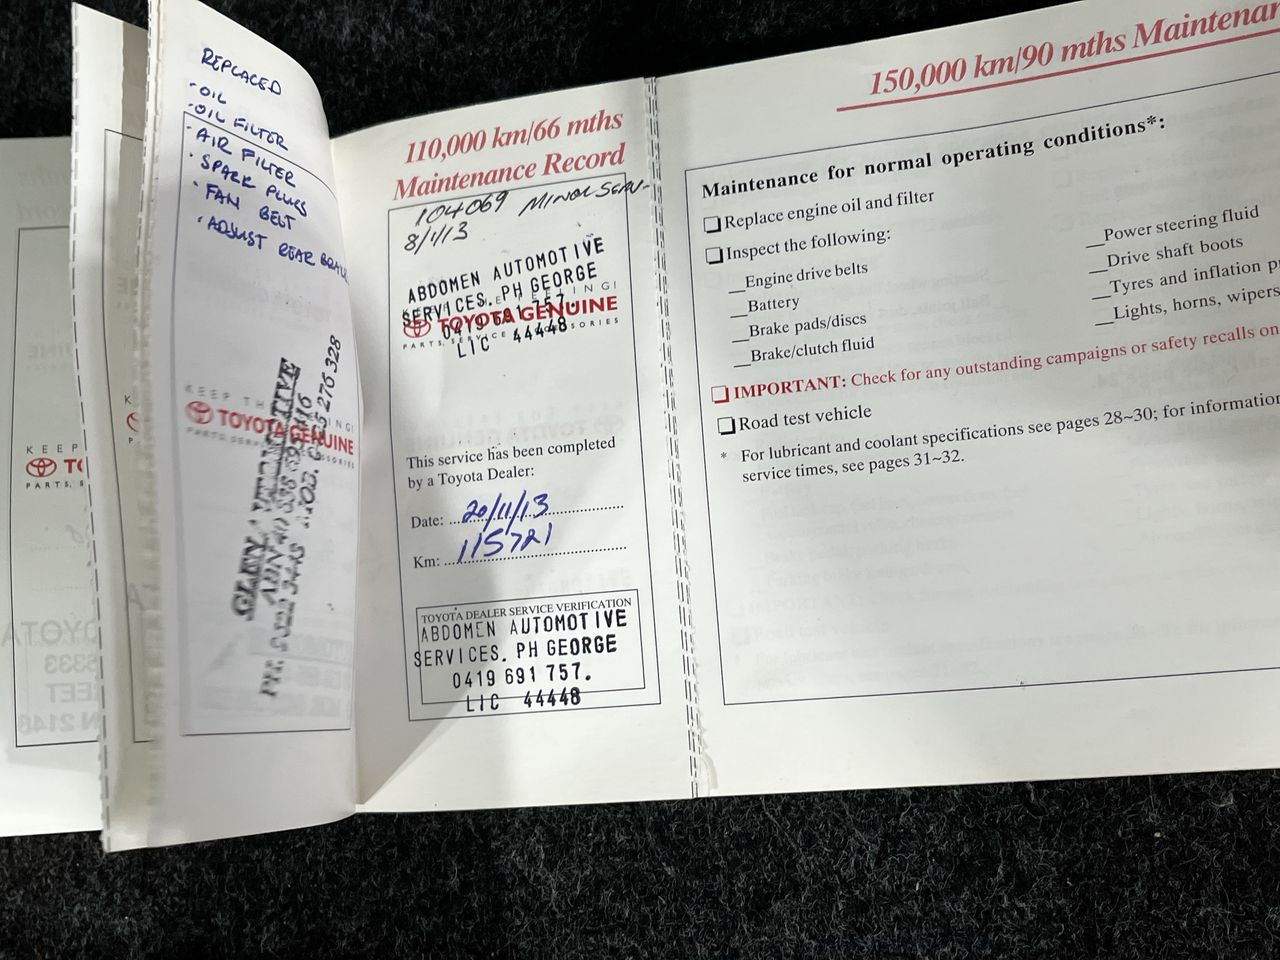 REPLACED
· OIL
· OIL FILTER
· AIR FILTER
· SPARK PLUGS
· FAN BELT
· ADJUST REAR
TOYOTA GENUINE
KEEP
PARTS, S
110,000 km/66 mths
Maintenance Record
104069 MINOR SERV-
8/1/13
ABDOMEN AUTOMOTIVE
SERVICES. PH GEORGE
0419 691 757.
LIC 44448
TOYOTA GENUINE
This service has been completed
by a Toyota Dealer:
Date: 20/11/13
Km: 115721
TOYOTA DEALER SERVICE VERIFICATION
ABDOMEN AUTOMOTIVE
SERVICES. PH GEORGE
0419 691 757.
LIC 44448
150,000 km/90 mths
Maintenance for normal operating conditions*:
Replace engine oil and filter
Inspect the following:
Engine drive belts
Battery
Brake pads/discs
Brake/clutch fluid
Power steering fluid
Drive shaft boots
Tyres and inflation
Lights, horns, wipers
IMPORTANT: Check for any outstanding campaigns or safety recalls on
Road test vehicle
* For lubricant and coolant specifications see pages 28~30; for information
service times, see pages 31~32.